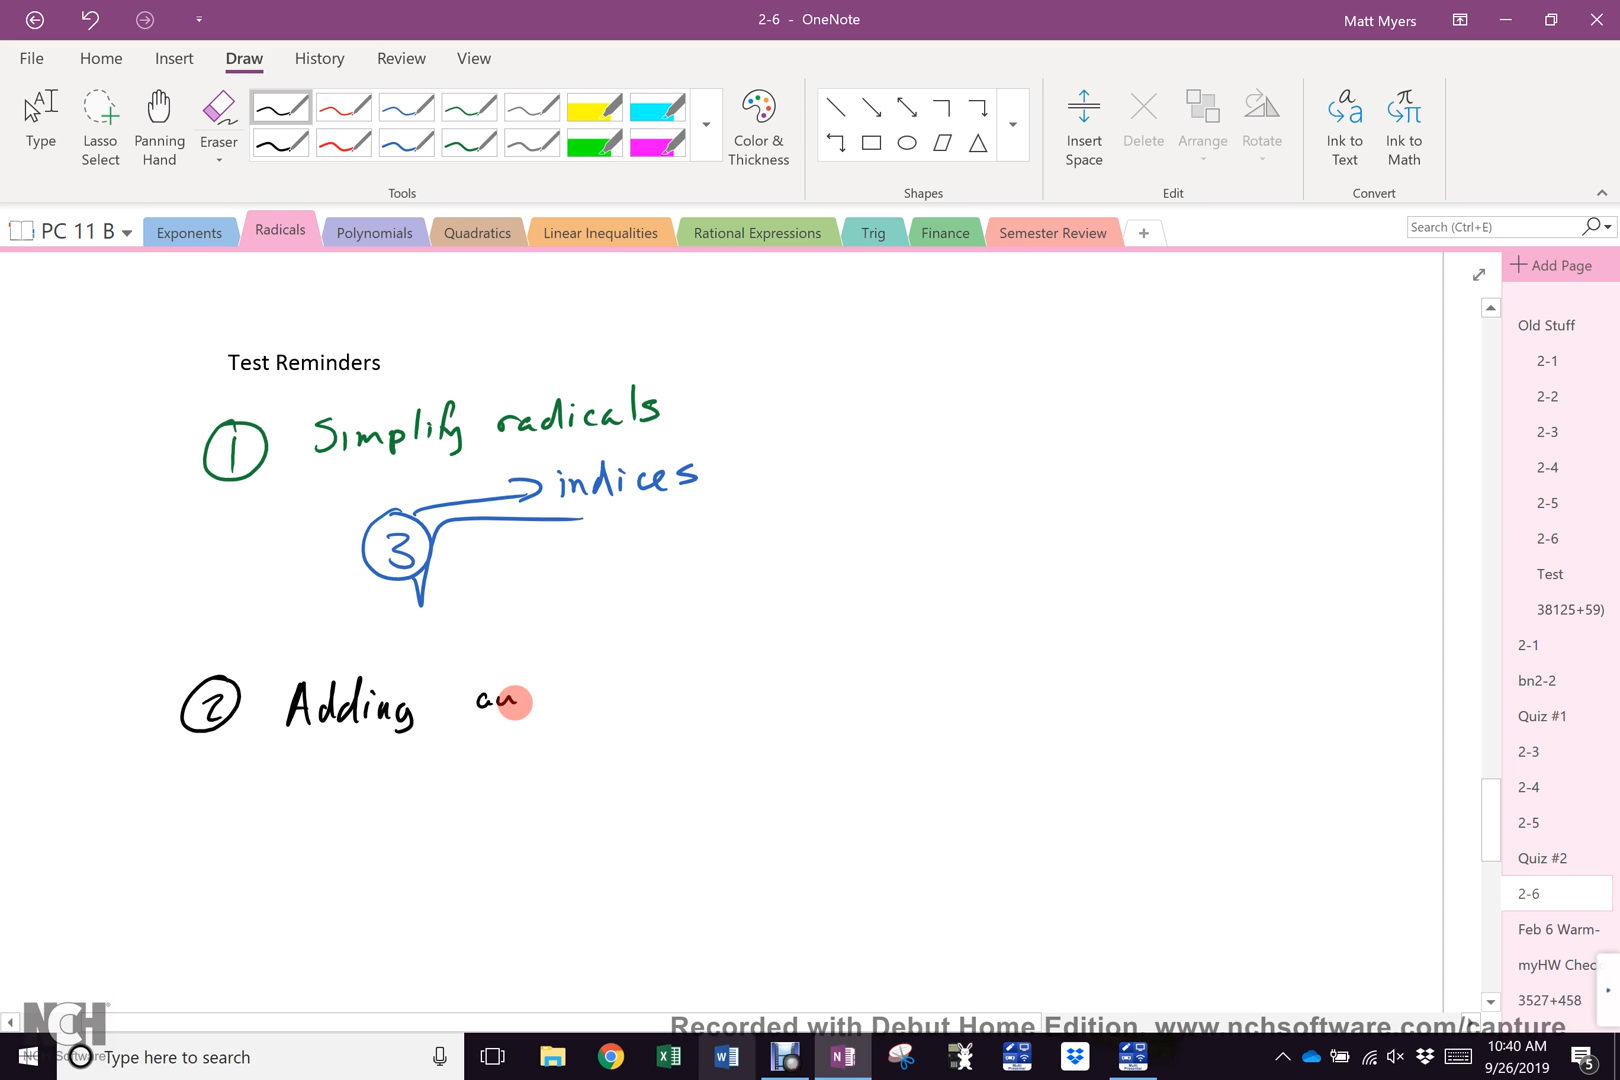 2-6 - OneNote
Matt Myers
File Home Insert Draw History Review View
Type
Lasso Select
Panning Hand
Eraser
Color & Thickness
Insert Space
Delete
Arrange
Rotate
Ink to Text
Ink to Math
Tools
Shapes
Edit
Convert
PC 11 B
Exponents Radicals Polynomials Quadratics Linear Inequalities Rational Expressions Trig Finance Semester Review
Search (Ctrl+E)
Add Page
Test Reminders
1 Simplify radicals
indices
3
2 Adding an
Old Stuff
2-1
2-2
2-3
2-4
2-5
2-6
Test
38125+59)
2-1
bn2-2
Quiz #1
2-3
2-4
2-5
Quiz #2
2-6
Feb 6 Warm-
myHW Chec
3527+458
NCH
NCH Software
Recorded with Debut Home Edition. www.nchsoftware.com/capture
Type here to search
10:40 AM
9/26/2019
5